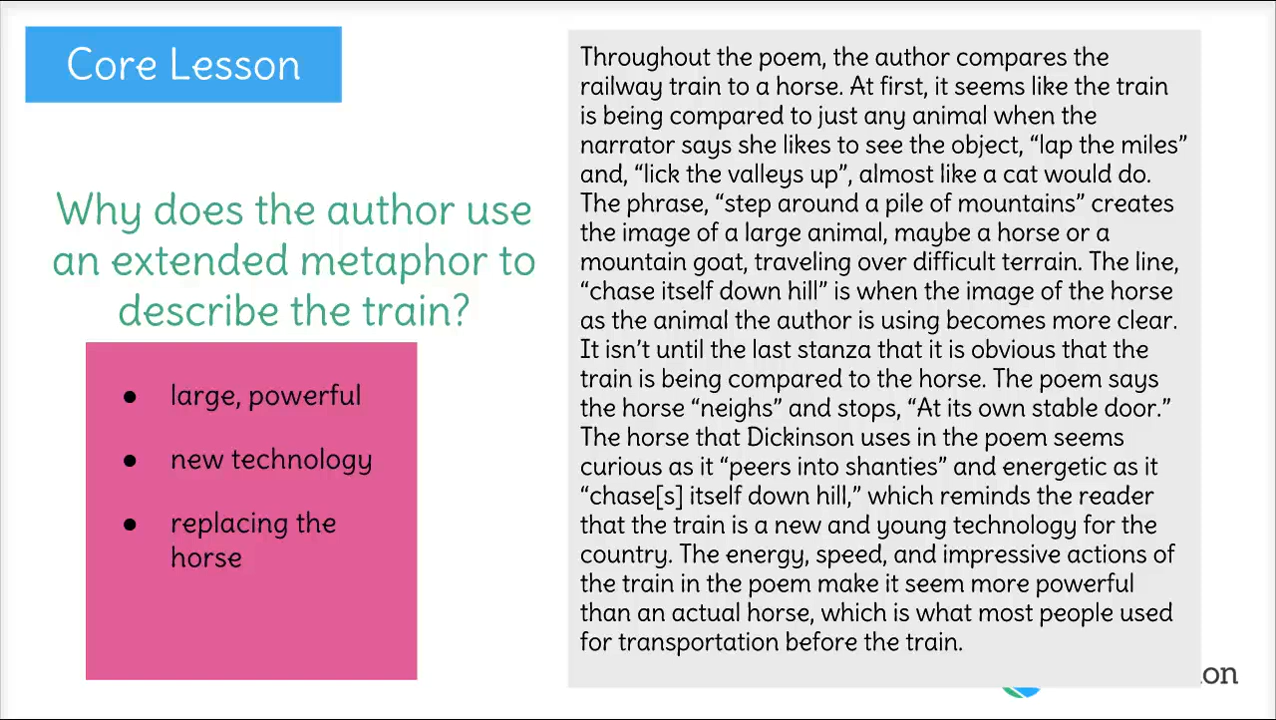 Core Lesson
Why does the author use
an extended metaphor to
describe the train?
● large, powerful
● new technology
● replacing the
horse
Throughout the poem, the author compares the
railway train to a horse. At first, it seems like the train
is being compared to just any animal when the
narrator says she likes to see the object, “lap the miles”
and, “lick the valleys up”, almost like a cat would do.
The phrase, “step around a pile of mountains” creates
the image of a large animal, maybe a horse or a
mountain goat, traveling over difficult terrain. The line,
“chase itself down hill” is when the image of the horse
as the animal the author is using becomes more clear.
It isn’t until the last stanza that it is obvious that the
train is being compared to the horse. The poem says
the horse “neighs” and stops, “At its own stable door.”
The horse that Dickinson uses in the poem seems
curious as it “peers into shanties” and energetic as it
“chase[s] itself down hill,” which reminds the reader
that the train is a new and young technology for the
country. The energy, speed, and impressive actions of
the train in the poem make it seem more powerful
than an actual horse, which is what most people used
for transportation before the train.